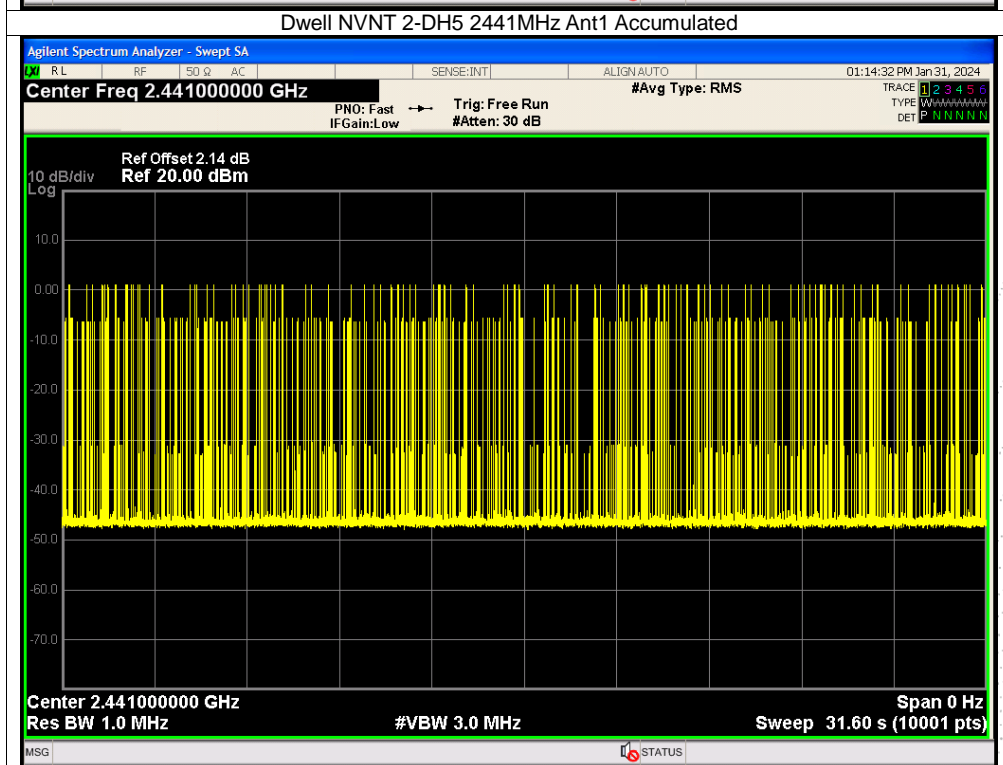 Dwell NVNT 2-DH5 2441MHz Ant1 Accumulated
Agilent Spectrum Analyzer - Swept SA
LXI RL RF 50 Ω AC SENSE:INT ALIGN AUTO 01:14:32 PM Jan 31, 2024
Center Freq 2.441000000 GHz #Avg Type: RMS TRACE 1 2 3 4 5 6
PNO: Fast Trig: Free Run TYPE W
IFGain:Low #Atten: 30 dB DET P N N N N N
Ref Offset 2.14 dB
10 dB/div Ref 20.00 dBm
Log
10.0
0.00
-10.0
-20.0
-30.0
-40.0
-50.0
-60.0
-70.0
Center 2.441000000 GHz Span 0 Hz
Res BW 1.0 MHz #VBW 3.0 MHz Sweep 31.60 s (10001 pts)
MSG STATUS